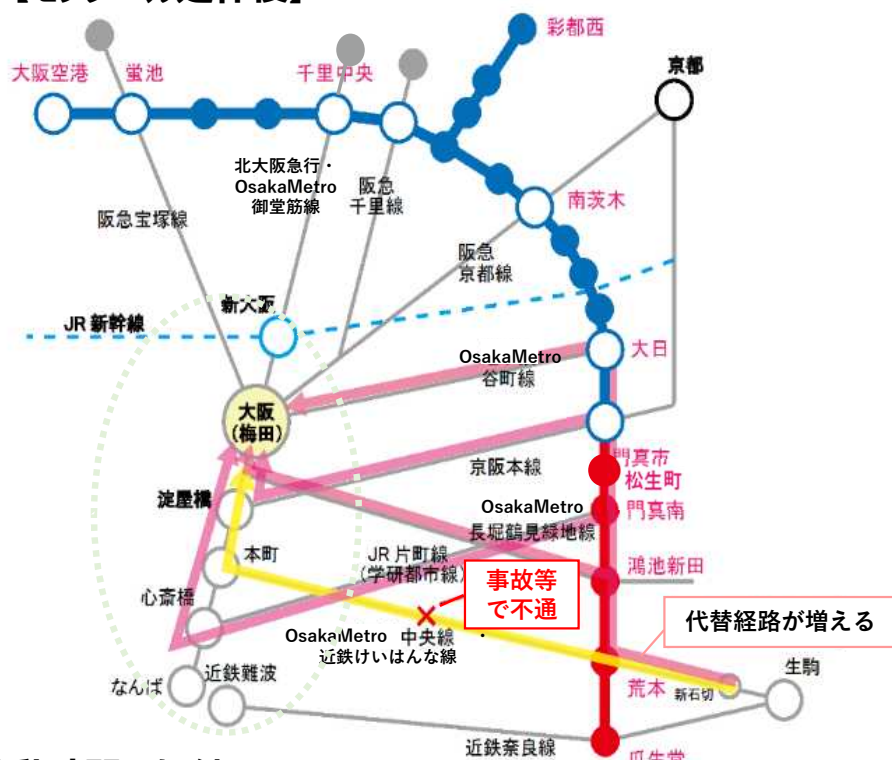 彩都西
京都
大阪空港
蛍池
千里中央
北大阪急行・
OsakaMetro
御堂筋線
阪急
千里線
南茨木
阪急宝塚線
阪急
京都線
新大阪
JR 新幹線
OsakaMetro
谷町線
大日
大阪
(梅田)
京阪本線
門真市
松生町
淀屋橋
OsakaMetro
門真南
長堀鶴見緑地線
本町
JR 片町線
(学研都市線)
鴻池新田
事故等
で不通
心斎橋
代替経路が増える
OsakaMetro 中央線・
近鉄けいはんな線
生駒
荒本
新石切
なんば
近鉄難波
近鉄奈良線
瓜生堂